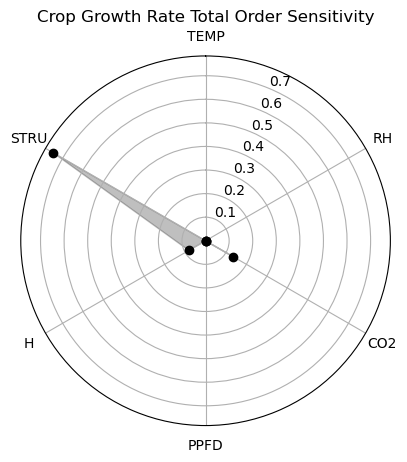 Crop Growth Rate Total Order Sensitivity
TEMP
0.7
0.6
0.5
0.4
0.3
0.2
0.1
STRU
RH
H
CO2
PPFD